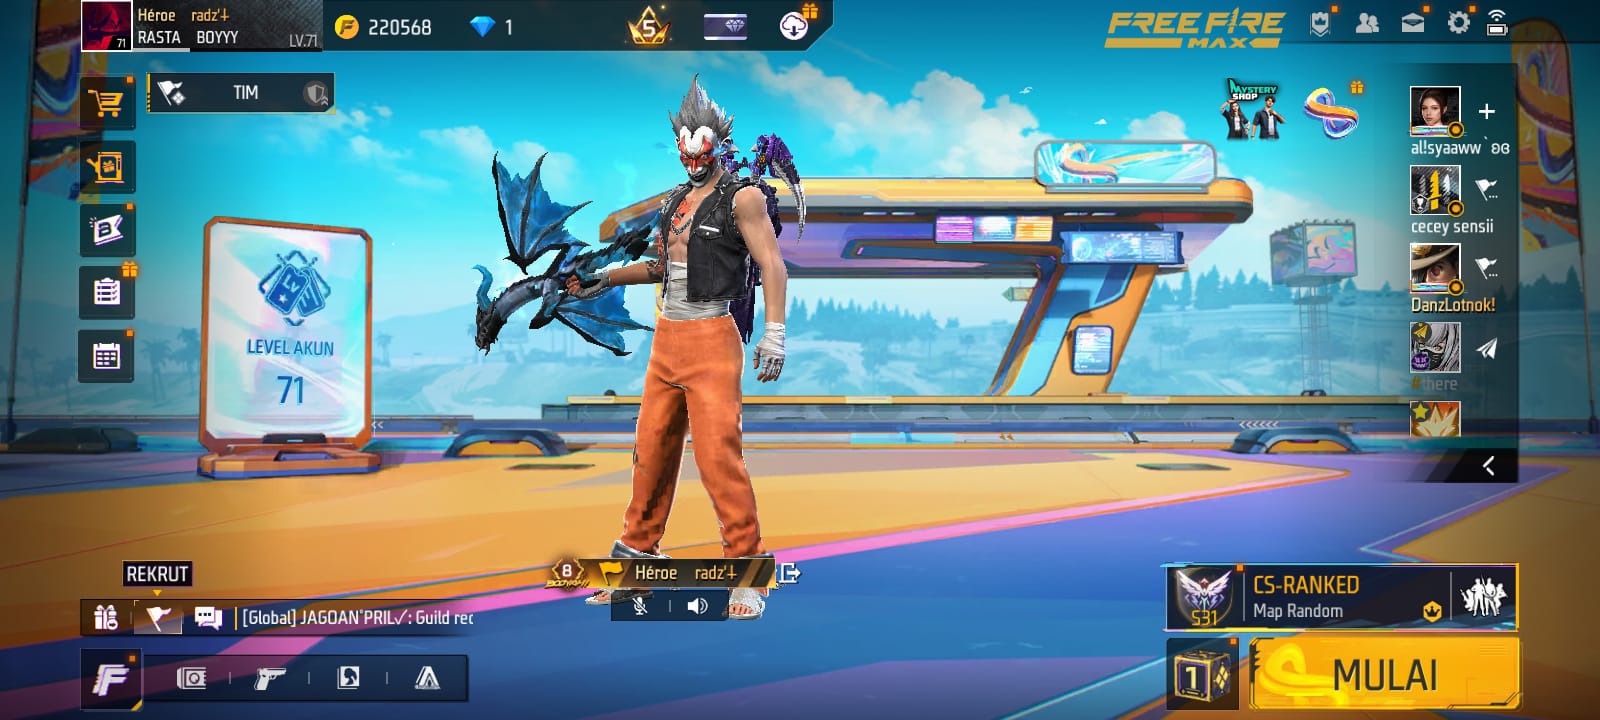 Héroe radz'⸸
RASTA BOYYY
LV.71
71
220568
1
5
FREE FIRE
MAX
TIM
MYSTERY
SHOP
al!syaaww `ʚɞ
cecey sensii
DanzLotnok!
#there
LV
LEVEL AKUN
71
REKRUT
[Global] JAGOAN°PRIL✓: Guild rec
8
BOOYAH!
Héroe radz'⸸
CS-RANKED
Map Random
S31
1
MULAI